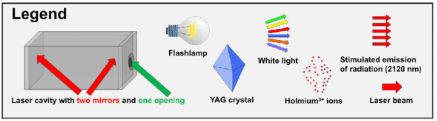 Legend
Flashlamp
White light
Stimulated emission
of radiation (2120 nm)
Laser cavity with two mirrors and one opening
YAG crystal
Holmium³⁺ ions
Laser beam